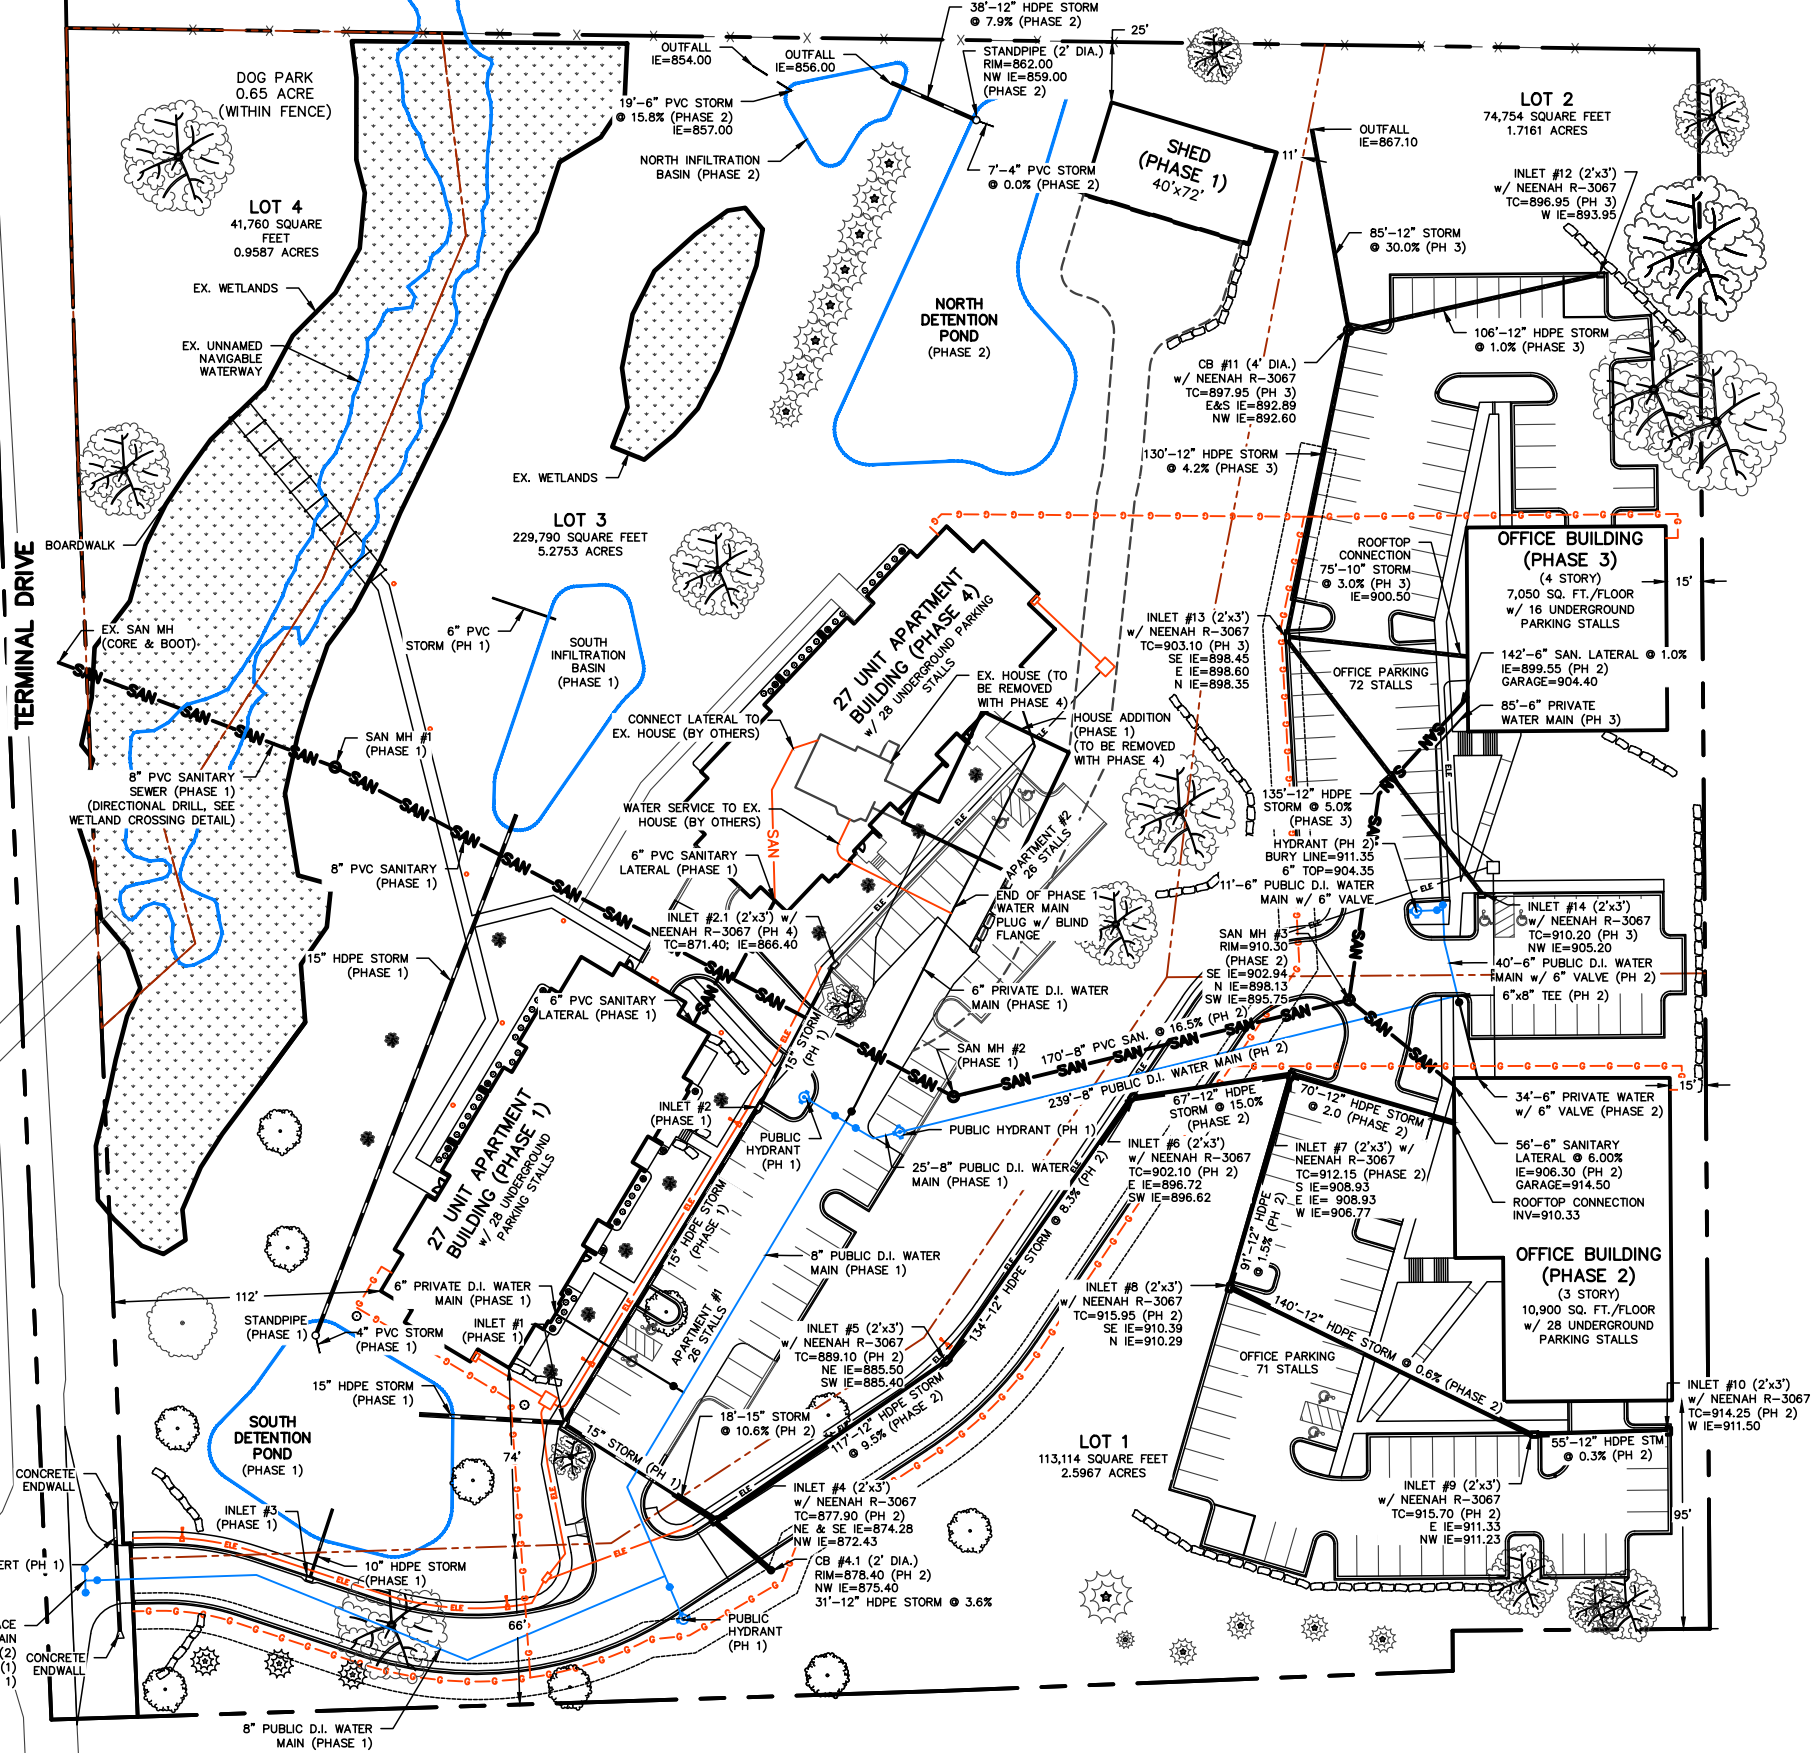 38'-12" HDPE STORM
@ 7.9% (PHASE 2)
25'
OUTFALL
IE=854.00
OUTFALL
IE=856.00
STANDPIPE (2' DIA.)
RIM=862.00
NW IE=859.00
(PHASE 2)
DOG PARK
0.65 ACRE
(WITHIN FENCE)
19'-6" PVC STORM
@ 15.8% (PHASE 2)
IE=857.00
NORTH INFILTRATION
BASIN (PHASE 2)
7'-4" PVC STORM
@ 0.0% (PHASE 2)
SHED
(PHASE 1)
40'x72'
11'
OUTFALL
IE=867.10
LOT 2
74,754 SQUARE FEET
1.7161 ACRES
INLET #12 (2'x3')
w/ NEENAH R-3067
TC=896.95 (PH 3)
W IE=893.95
LOT 4
41,760 SQUARE
FEET
0.9587 ACRES
85'-12" STORM
@ 30.0% (PH 3)
EX. WETLANDS
EX. UNNAMED
NAVIGABLE
WATERWAY
NORTH
DETENTION
POND
(PHASE 2)
106'-12" HDPE STORM
@ 1.0% (PHASE 3)
CB #11 (4' DIA.)
w/ NEENAH R-3067
TC=897.95 (PH 3)
E&S IE=892.89
NW IE=892.60
130'-12" HDPE STORM
@ 4.2% (PHASE 3)
EX. WETLANDS
LOT 3
229,790 SQUARE FEET
5.2753 ACRES
BOARDWALK
TERMINAL DRIVE
ROOFTOP
CONNECTION
75'-10" STORM
@ 3.0% (PH 3)
IE=900.50
OFFICE BUILDING
(PHASE 3)
(4 STORY)
7,050 SQ. FT./FLOOR
w/ 16 UNDERGROUND
PARKING STALLS
15'
EX. SAN MH
(CORE & BOOT)
6" PVC
STORM (PH 1)
SOUTH
INFILTRATION
BASIN
(PHASE 1)
27 UNIT APARTMENT
BUILDING (PHASE 4)
w/ 28 UNDERGROUND PARKING
STALLS
INLET #13 (2'x3')
w/ NEENAH R-3067
TC=903.10 (PH 3)
SE IE=898.45
E IE=898.60
N IE=898.35
OFFICE PARKING
72 STALLS
142'-6" SAN. LATERAL @ 1.0%
IE=899.55 (PH 2)
GARAGE=904.40
85'-6" PRIVATE
WATER MAIN (PH 3)
EX. HOUSE (TO
BE REMOVED
WITH PHASE 4)
HOUSE ADDITION
(PHASE 1)
(TO BE REMOVED
WITH PHASE 4)
CONNECT LATERAL TO
EX. HOUSE (BY OTHERS)
SAN MH #1
(PHASE 1)
8" PVC SANITARY
SEWER (PHASE 1)
(DIRECTIONAL DRILL, SEE
WETLAND CROSSING DETAIL)
WATER SERVICE TO EX.
HOUSE (BY OTHERS)
135'-12" HDPE
STORM @ 5.0%
(PHASE 3)
HYDRANT (PH 2)
BURY LINE=911.35
6" TOP=904.35
11'-6" PUBLIC D.I. WATER
MAIN w/ 6" VALVE
8" PVC SANITARY
(PHASE 1)
6" PVC SANITARY
LATERAL (PHASE 1)
APARTMENT #2
26 STALLS
END OF PHASE 1
WATER MAIN
PLUG w/ BLIND
FLANGE
INLET #2.1 (2'x3') w/
NEENAH R-3067 (PH 4)
TC=871.40; IE=866.40
INLET #14 (2'x3')
w/ NEENAH R-3067
TC=910.20 (PH 3)
NW IE=905.20
40'-6" PUBLIC D.I. WATER
MAIN w/ 6" VALVE (PH 2)
6"x8" TEE (PH 2)
SAN MH #3
RIM=910.30
(PHASE 2)
SE IE=902.94
N IE=898.13
SW IE=895.75
15" HDPE STORM
(PHASE 1)
6" PVC SANITARY
LATERAL (PHASE 1)
6" PRIVATE D.I. WATER
MAIN (PHASE 1)
15" STORM
(PH 1)
SAN MH #2
(PHASE 1)
170'-8" PVC SAN. @ 16.5% (PH 2)
239'-8" PUBLIC D.I. WATER MAIN (PH 2)
67'-12" HDPE
STORM @ 15.0%
(PHASE 2)
70'-12" HDPE STORM
@ 2.0 (PHASE 2)
15'
34'-6" PRIVATE WATER
w/ 6" VALVE (PHASE 2)
INLET #2
(PHASE 1)
PUBLIC
HYDRANT
(PH 1)
PUBLIC HYDRANT (PH 1)
25'-8" PUBLIC D.I. WATER
MAIN (PHASE 1)
27 UNIT APARTMENT
BUILDING (PHASE 1)
w/ 28 UNDERGROUND
PARKING STALLS
INLET #6 (2'x3')
w/ NEENAH R-3067
TC=902.10 (PH 2)
E IE=896.72
SW IE=896.62
INLET #7 (2'x3') w/
NEENAH R-3067
TC=912.15 (PHASE 2)
S IE=908.93
E IE= 908.93
W IE=906.77
56'-6" SANITARY
LATERAL @ 6.00%
IE=906.30 (PH 2)
GARAGE=914.50
ROOFTOP CONNECTION
INV=910.33
15" HDPE STORM
(PHASE 1)
8" PUBLIC D.I. WATER
MAIN (PHASE 1)
134'-12" HDPE STORM @ 8.3% (PH 2)
91'-12" HDPE
@ 1.5% (PH 2)
OFFICE BUILDING
(PHASE 2)
(3 STORY)
10,900 SQ. FT./FLOOR
w/ 28 UNDERGROUND
PARKING STALLS
112'
6" PRIVATE D.I. WATER
MAIN (PHASE 1)
INLET #8 (2'x3')
w/ NEENAH R-3067
TC=915.95 (PH 2)
SE IE=910.39
N IE=910.29
140'-12" HDPE STORM @ 0.6% (PHASE 2)
STANDPIPE
(PHASE 1)
4" PVC STORM
(PHASE 1)
INLET #1
(PHASE 1)
APARTMENT #1
26 STALLS
INLET #5 (2'x3')
w/ NEENAH R-3067
TC=889.10 (PH 2)
NE IE=885.50
SW IE=885.40
OFFICE PARKING
71 STALLS
15" HDPE STORM
(PHASE 1)
INLET #10 (2'x3')
w/ NEENAH R-3067
TC=914.25 (PH 2)
W IE=911.50
SOUTH
DETENTION
POND
(PHASE 1)
74'
15" STORM (PH 1)
18'-15" STORM
@ 10.6% (PH 2)
117'-12" HDPE STORM
@ 9.5% (PHASE 2)
LOT 1
113,114 SQUARE FEET
2.5967 ACRES
55'-12" HDPE STM
@ 0.3% (PH 2)
CONCRETE
ENDWALL
INLET #3
(PHASE 1)
INLET #4 (2'x3')
w/ NEENAH R-3067
TC=877.90 (PH 2)
NE & SE IE=874.28
NW IE=872.43
INLET #9 (2'x3')
w/ NEENAH R-3067
TC=915.70 (PH 2)
E IE=911.33
NW IE=911.23
95'
ERT (PH 1)
10" HDPE STORM
(PHASE 1)
CB #4.1 (2' DIA.)
RIM=878.40 (PH 2)
NW IE=875.40
31'-12" HDPE STORM @ 3.6%
66'
PUBLIC
HYDRANT
(PH 1)
ACE
AIN
(2)
(1)
1)
CONCRETE
ENDWALL
8" PUBLIC D.I. WATER
MAIN (PHASE 1)